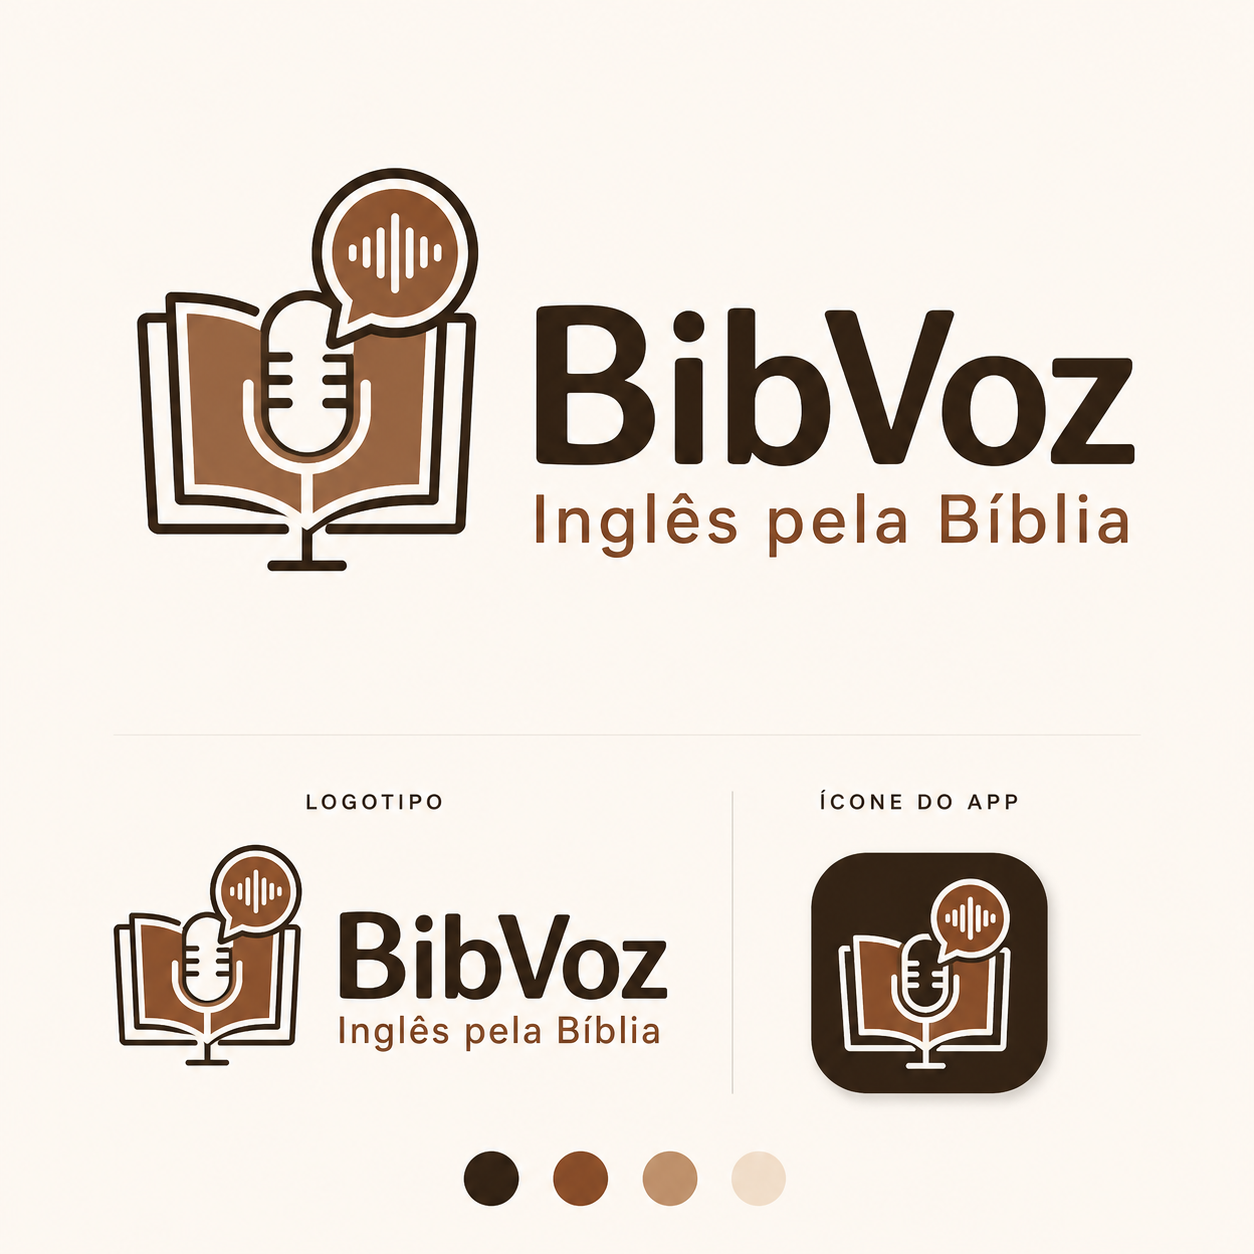 BibVoz
Inglês pela Bíblia
LOGOTIPO
BibVoz
Inglês pela Bíblia
ÍCONE DO APP